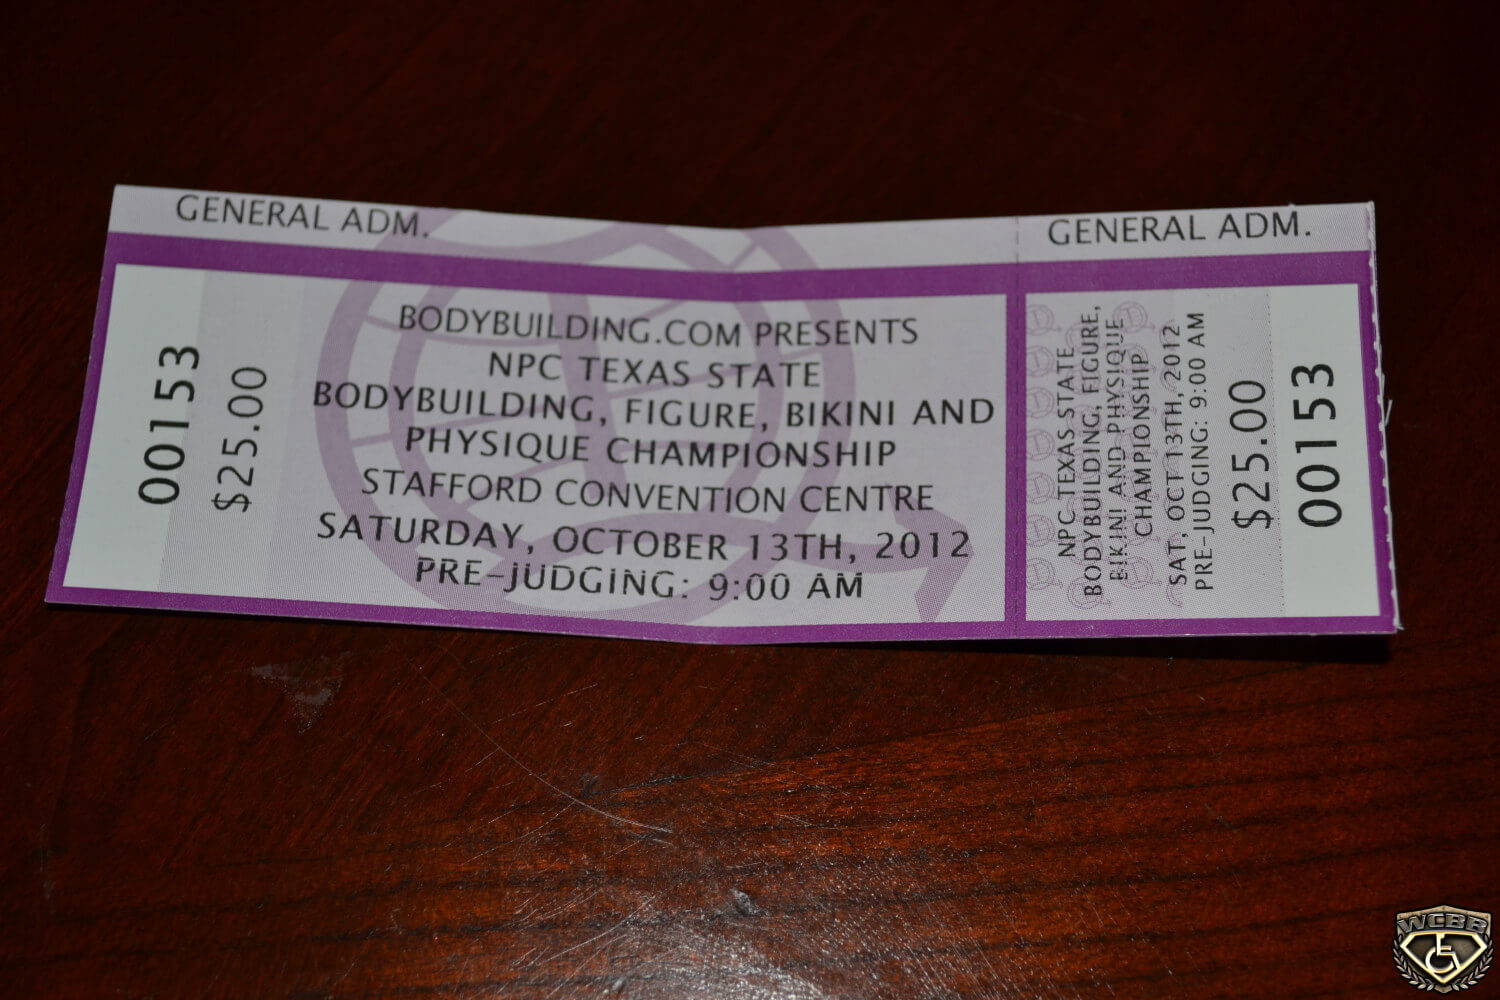 GENERAL ADM.
00153
$25.00
BODYBUILDING.COM PRESENTS
NPC TEXAS STATE
BODYBUILDING, FIGURE, BIKINI AND
PHYSIQUE CHAMPIONSHIP
STAFFORD CONVENTION CENTRE
SATURDAY, OCTOBER 13TH, 2012
PRE-JUDGING: 9:00 AM
GENERAL ADM.
NPC TEXAS STATE
BODYBUILDING, FIGURE,
BIKINI AND PHYSIQUE
CHAMPIONSHIP
SAT, OCT 13TH,2012
PRE-JUDGING: 9:00 AM
$25.00
00153
WCBB